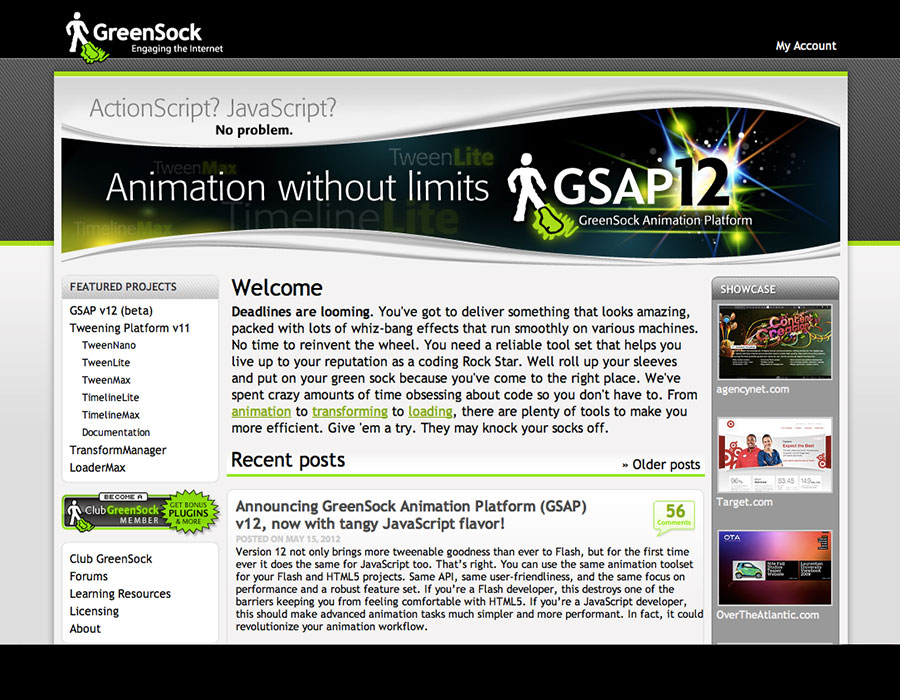 GreenSock
Engaging the Internet
My Account
ActionScript? JavaScript?
No problem.
TweenMax
TweenLite
Animation without limits
GSAP12
GreenSock Animation Platform
TimelineLite
TimelineMax
FEATURED PROJECTS
GSAP v12 (beta)
Tweening Platform v11
TweenNano
TweenLite
TweenMax
TimelineLite
TimelineMax
Documentation
TransformManager
LoaderMax
BECOME A
ClubGreenSock
MEMBER
GET BONUS
PLUGINS
& MORE
Club GreenSock
Forums
Learning Resources
Licensing
About
Welcome
Deadlines are looming. You've got to deliver something that looks amazing,
packed with lots of whiz-bang effects that run smoothly on various machines.
No time to reinvent the wheel. You need a reliable tool set that helps you
live up to your reputation as a coding Rock Star. Well roll up your sleeves
and put on your green sock because you've come to the right place. We've
spent crazy amounts of time obsessing about code so you don't have to. From
animation to transforming to loading, there are plenty of tools to make you
more efficient. Give 'em a try. They may knock your socks off.
Recent posts
» Older posts
Announcing GreenSock Animation Platform (GSAP)
v12, now with tangy JavaScript flavor!
56
Comments
POSTED ON MAY 15, 2012
Version 12 not only brings more tweenable goodness than ever to Flash, but for the first time
ever it does the same for JavaScript too. That's right. You can use the same animation toolset
for your Flash and HTML5 projects. Same API, same user-friendliness, and the same focus on
performance and a robust feature set. If you're a Flash developer, this destroys one of the
barriers keeping you from feeling comfortable with HTML5. If you're a JavaScript developer,
this should make advanced animation tasks much simpler and more performant. In fact, it could
revolutionize your animation workflow.
SHOWCASE
agencynet.com
Expect the Best
Target.com
OTA
OverTheAtlantic.com